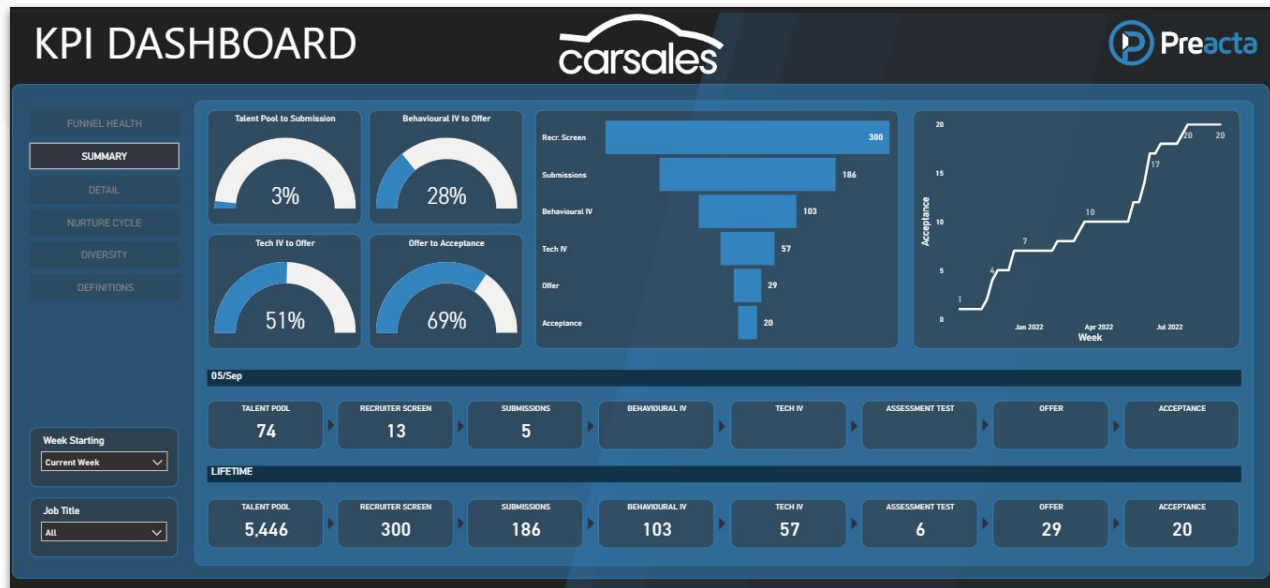 KPI DASHBOARD
carsales
Preacta
FUNNEL HEALTH
SUMMARY
DETAIL
NURTURE CYCLE
DIVERSITY
DEFINITIONS
Week Starting
Current Week
Job Title
All
Talent Pool to Submission
3%
Behavioural IV to Offer
28%
Tech IV to Offer
51%
Offer to Acceptance
69%
Recr. Screen 300
Submissions 186
Behavioural IV 103
Tech IV 57
Offer 29
Acceptance 20
Acceptance
20
15
10
5
0
1
4
7
10
17
20
20
Jan 2022 Apr 2022 Jul 2022
Week
05/Sep
TALENT POOL RECRUITER SCREEN SUBMISSIONS BEHAVIOURAL IV TECH IV ASSESSMENT TEST OFFER ACCEPTANCE
74 13 5
LIFETIME
TALENT POOL RECRUITER SCREEN SUBMISSIONS BEHAVIOURAL IV TECH IV ASSESSMENT TEST OFFER ACCEPTANCE
5,446 300 186 103 57 6 29 20